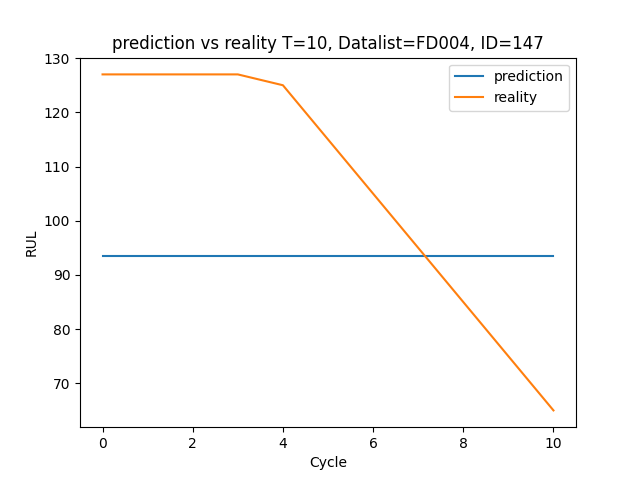 prediction vs reality T=10, Datalist=FD004, ID=147
prediction
reality
130
120
110
100
90
80
70
RUL
0 2 4 6 8 10
Cycle